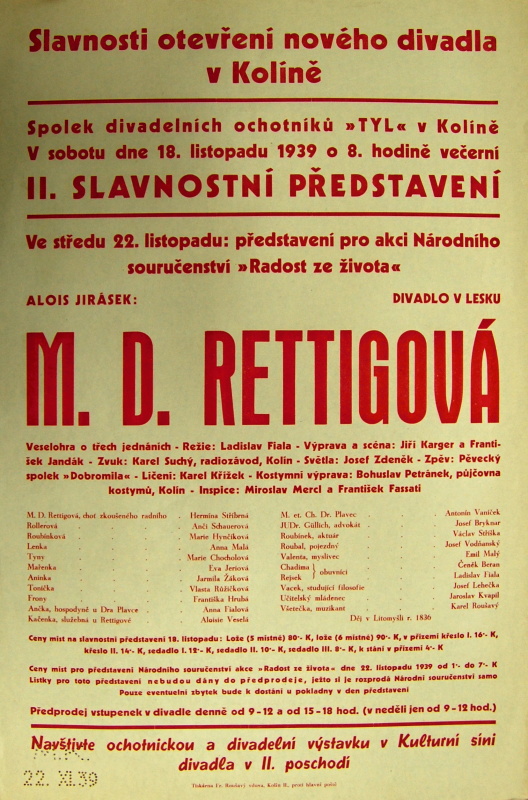 Slavnosti otevření nového divadla
v Kolíně
Spolek divadelních ochotníků »TYL« v Kolíně
V sobotu dne 18. listopadu 1939 o 8. hodině večerní
II. SLAVNOSTNÍ PŘEDSTAVENÍ
Ve středu 22. listopadu: představení pro akci Národního
souručenství »Radost ze života«
ALOIS JIRÁSEK: DIVADLO V LESKU
M. D. RETTIGOVÁ
Veselohra o třech jednáních - Režie: Ladislav Fiala - Výprava a scéna: Jiří Karger a Franti-
šek Jandák - Zvuk: Karel Suchý, radiozávod, Kolín - Světla: Josef Zdeněk - Zpěv: Pěvecký
spolek »Dobromila« - Líčení: Karel Křížek - Kostymní výprava: Bohuslav Petránek, půjčovna
kostymů, Kolín - Inspice: Miroslav Mercl a František Fassati
M. D. Rettigová, choť zkoušeného radního . Hermina Stříbrná
Rollerová . Anči Schauerová
Roubínková . Marie Hynčíková
Lenka . Anna Malá
Tyny . Marie Chocholová
Mařenka . Eva Jeriová
Aninka . Jarmila Žáková
Tonička . Vlasta Růžičková
Frony . Františka Hrubá
Ančka, hospodyně u Dra Plavce . Anna Fialová
Kačenka, služebná u Rettigové . Aloisie Veselá
M. et. Ch. Dr. Plavec . Antonín Vaníček
JUDr. Güllich, advokát . Josef Bryknar
Roubínek, aktuár . Václav Stříška
Roubal, pojezdný . Josef Vodňanský
Valenta, myslivec . Emil Malý
Chadima } obuvníci . Čeněk Beran
Rejsek } . Ladislav Fiala
Vacek, studující filosofie . Josef Lebečka
Učitelský mládenec . Jaroslav Kvapil
Všetečka, muzikant . Karel Roušavý
Děj v Litomyšli r. 1836
Ceny míst na slavnostní představení 18. listopadu: Lože (5 místné) 80·- K, lože (6 místné) 90·- K, v přízemí křeslo I. 16·- K,
křeslo II. 14·- K, sedadlo I. 12·- K, sedadlo II. 10·- K, sedadlo III. 8·- K, k stání v přízemí 4·- K
Ceny míst pro představení Národního souručenství akce »Radost ze života« dne 22. listopadu 1939 od 1·- do 7·- K
Lístky pro toto představení nebudou dány do předprodeje, ježto si je rozprodá Národní souručenství samo
Pouze eventuelní zbytek bude k dostání u pokladny v den představení
Předprodej vstupenek v divadle denně od 9-12 a od 15-18 hod. (v neděli jen od 9-12 hod.)
Navštivte ochotnickou a divadelní výstavku v Kulturní síni
divadla v II. poschodí
22. XI. 39